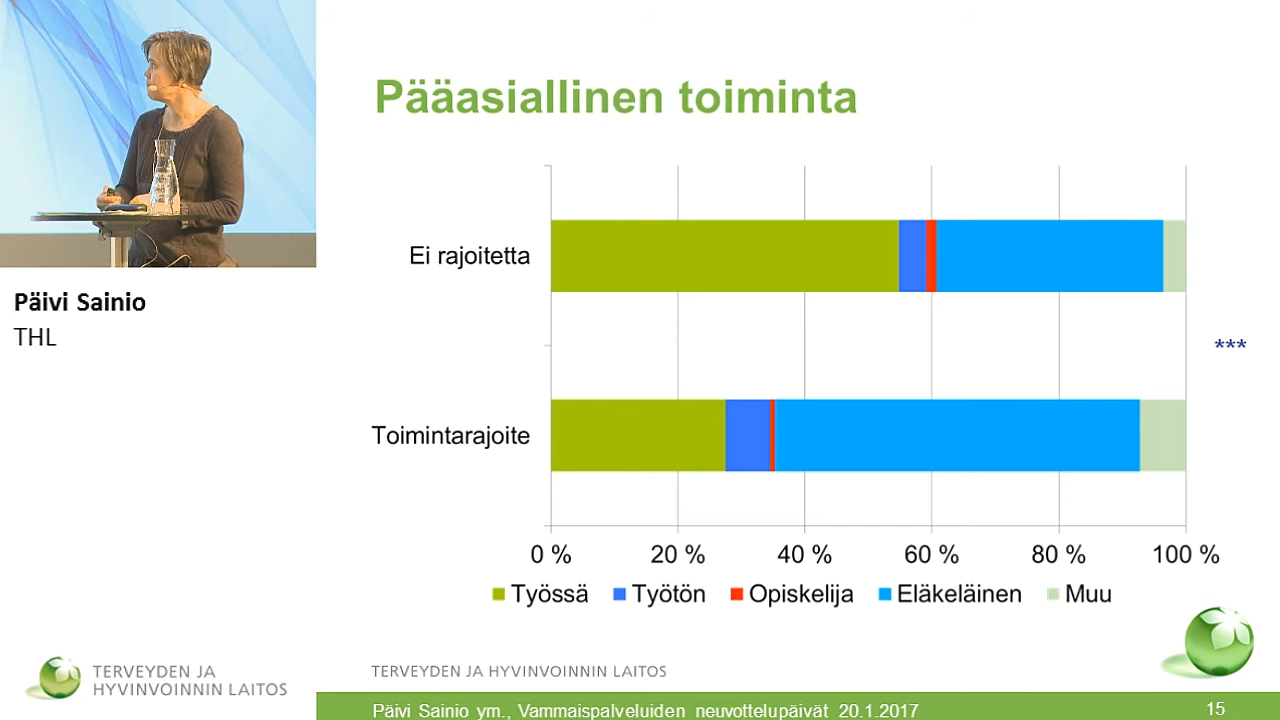 Pääasiallinen toiminta
Ei rajoitetta
***
Toimintarajoite
0 % 20 % 40 % 60 % 80 % 100 %
Työssä Työtön Opiskelija Eläkeläinen Muu
Päivi Sainio
THL
TERVEYDEN JA
HYVINVOINNIN LAITOS
TERVEYDEN JA HYVINVOINNIN LAITOS
Päivi Sainio ym., Vammaispalveluiden neuvottelupäivät 20.1.2017
15